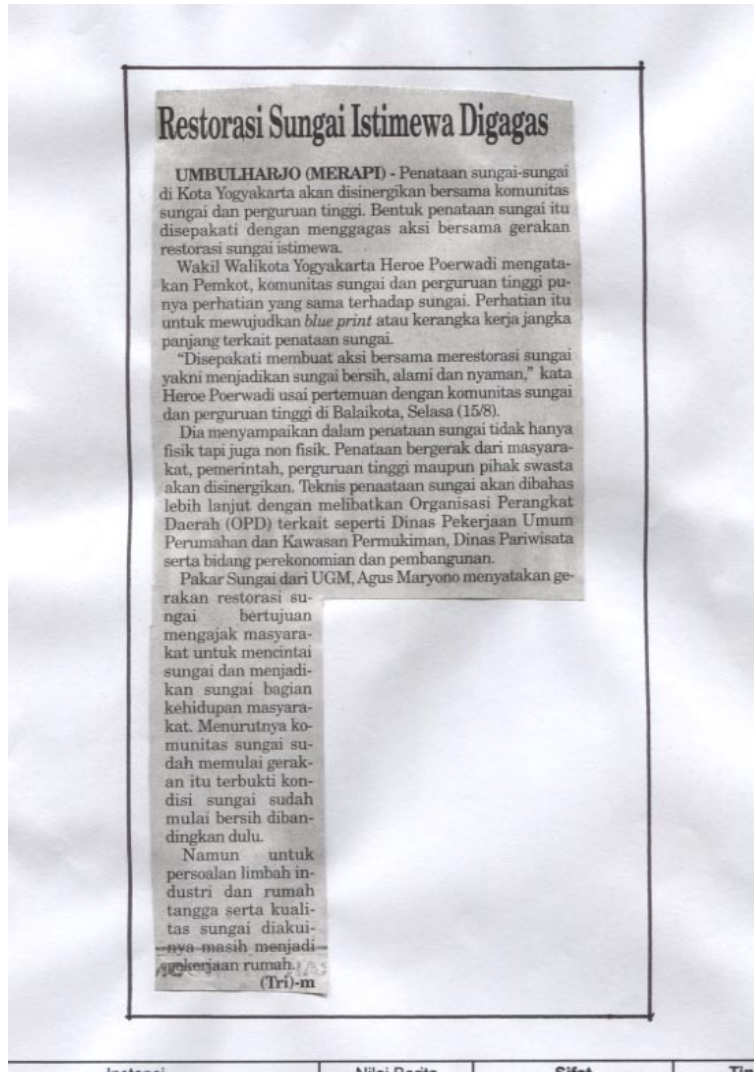 Restorasi Sungai Istimewa Digagas
UMBULHARJO (MERAPI) - Penataan sungai-sungai
di Kota Yogyakarta akan disinergikan bersama komunitas
sungai dan perguruan tinggi. Bentuk penataan sungai itu
disepakati dengan menggagas aksi bersama gerakan
restorasi sungai istimewa.
Wakil Walikota Yogyakarta Heroe Poerwadi mengata-
kan Pemkot, komunitas sungai dan perguruan tinggi pu-
nya perhatian yang sama terhadap sungai. Perhatian itu
untuk mewujudkan blue print atau kerangka kerja jangka
panjang terkait penataan sungai.
"Disepakati membuat aksi bersama merestorasi sungai
yakni menjadikan sungai bersih, alami dan nyaman," kata
Heroe Poerwadi usai pertemuan dengan komunitas sungai
dan perguruan tinggi di Balaikota, Selasa (15/8).
Dia menyampaikan dalam penataan sungai tidak hanya
fisik tapi juga non fisik. Penataan bergerak dari masyara-
kat, pemerintah, perguruan tinggi maupun pihak swasta
akan disinergikan. Teknis penaataan sungai akan dibahas
lebih lanjut dengan melibatkan Organisasi Perangkat
Daerah (OPD) terkait seperti Dinas Pekerjaan Umum
Perumahan dan Kawasan Permukiman, Dinas Pariwisata
serta bidang perekonomian dan pembangunan.
Pakar Sungai dari UGM, Agus Maryono menyatakan ge-
rakan restorasi su-
ngai bertujuan
mengajak masyara-
kat untuk mencintai
sungai dan menjadi-
kan sungai bagian
kehidupan masyara-
kat. Menurutnya ko-
munitas sungai su-
dah memulai gerak-
an itu terbukti kon-
disi sungai sudah
mulai bersih diban-
dingkan dulu.
Namun untuk
persoalan limbah in-
dustri dan rumah
tangga serta kuali-
tas sungai diakui-
nya masih menjadi
pekerjaan rumah.
(Tri)-m